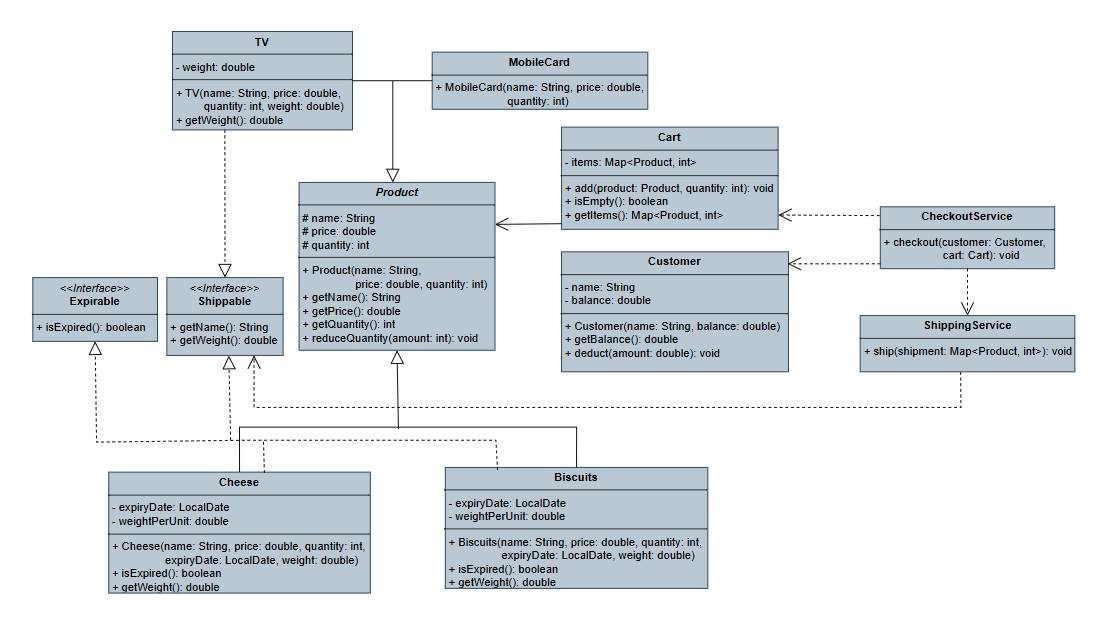 TV
- weight: double
+ TV(name: String, price: double,
quantity: int, weight: double)
+ getWeight(): double
MobileCard
+ MobileCard(name: String, price: double,
quantity: int)
Cart
- items: Map<Product, int>
+ add(product: Product, quantity: int): void
+ isEmpty(): boolean
+ getItems(): Map<Product, int>
Product
# name: String
# price: double
# quantity: int
+ Product(name: String,
price: double, quantity: int)
+ getName(): String
+ getPrice(): double
+ getQuantity(): int
+ reduceQuantity(amount: int): void
CheckoutService
+ checkout(customer: Customer,
cart: Cart): void
Customer
- name: String
- balance: double
+ Customer(name: String, balance: double)
+ getBalance(): double
+ deduct(amount: double): void
<<Interface>>
Expirable
+ isExpired(): boolean
<<Interface>>
Shippable
+ getName(): String
+ getWeight(): double
ShippingService
+ ship(shipment: Map<Product, int>): void
Cheese
- expiryDate: LocalDate
- weightPerUnit: double
+ Cheese(name: String, price: double, quantity: int,
expiryDate: LocalDate, weight: double)
+ isExpired(): boolean
+ getWeight(): double
Biscuits
- expiryDate: LocalDate
- weightPerUnit: double
+ Biscuits(name: String, price: double, quantity: int,
expiryDate: LocalDate, weight: double)
+ isExpired(): boolean
+ getWeight(): double